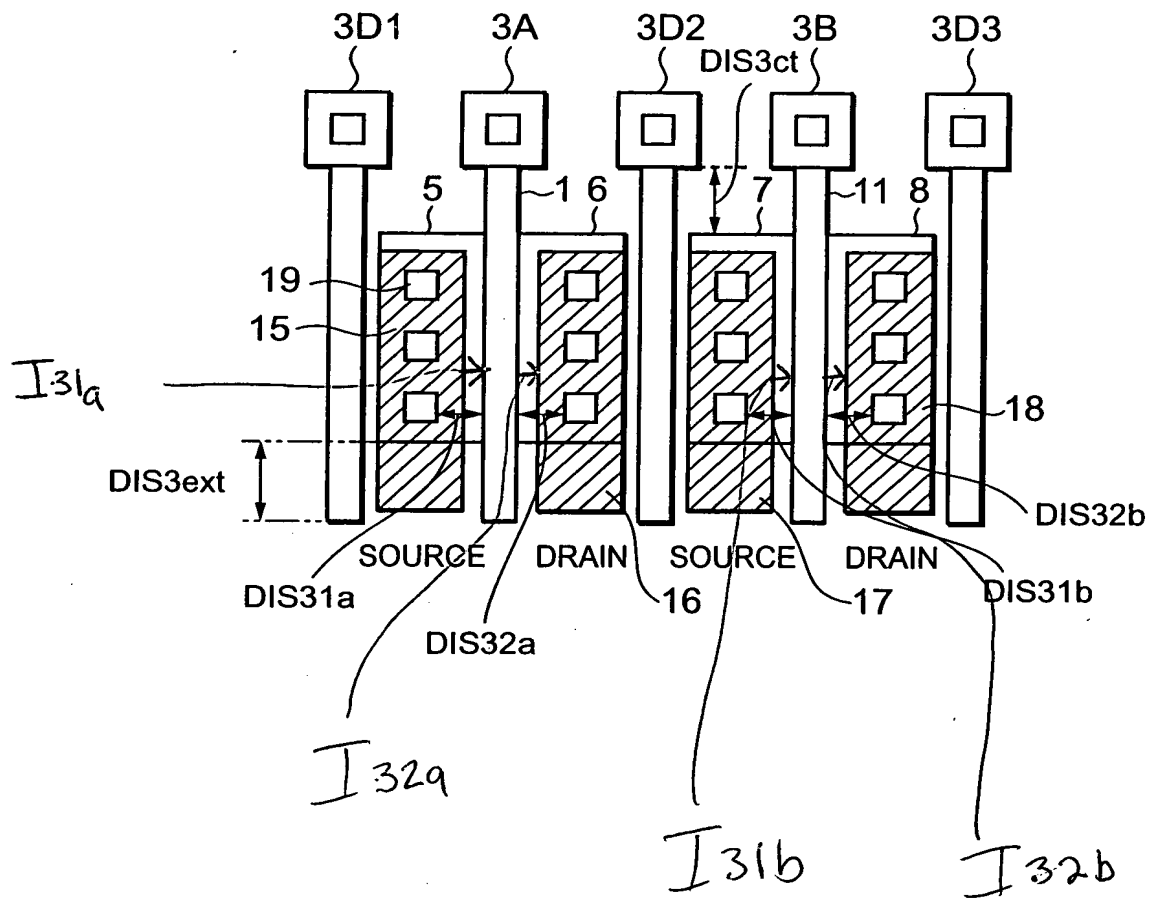 3D1 3A 3D2 3B 3D3
DIS3ct
5 1 6 7 11 8
19
15
I31a
18
DIS3ext
DIS32b
SOURCE DRAIN SOURCE DRAIN
DIS31a 16 17 DIS31b
DIS32a
I32a
I31b I32b